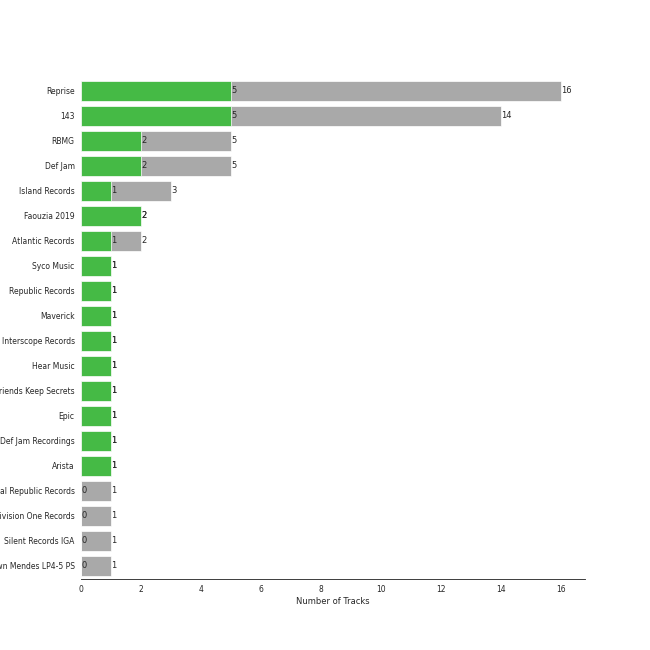 Reprise 5 16
143 5 14
RBMG 2 5
Def Jam 2 5
Island Records 1 3
Faouzia 2019 2
Atlantic Records 1 2
Syco Music 1
Republic Records 1
Maverick 1
Interscope Records 1
Hear Music 1
riends Keep Secrets 1
Epic 1
Def Jam Recordings 1
Arista 1
al Republic Records 0 1
ivision One Records 0 1
Silent Records IGA 0 1
wn Mendes LP4-5 PS 0 1
0 2 4 6 8 10 12 14 16
Number of Tracks